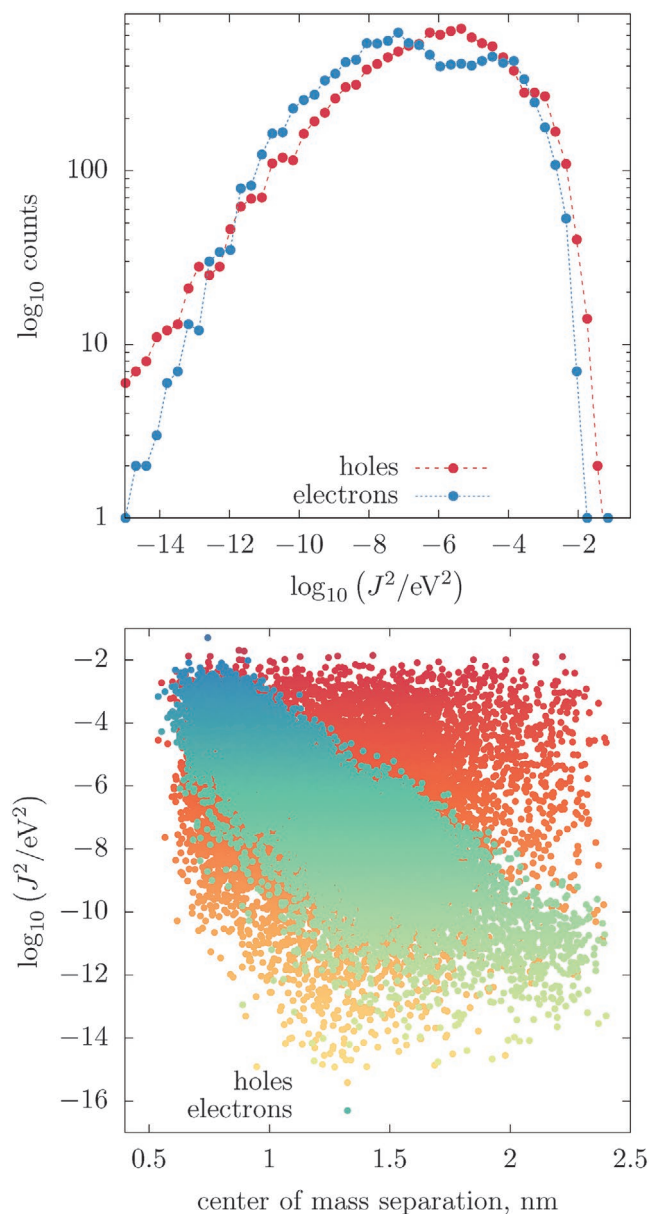 100
10
1
log₁₀ counts
holes
electrons
−14 −12 −10 −8 −6 −4 −2
log₁₀ (J²/eV²)
−2
−4
−6
−8
−10
−12
−14
−16
log₁₀ (J²/eV²)
holes
electrons
0.5 1 1.5 2 2.5
center of mass separation, nm